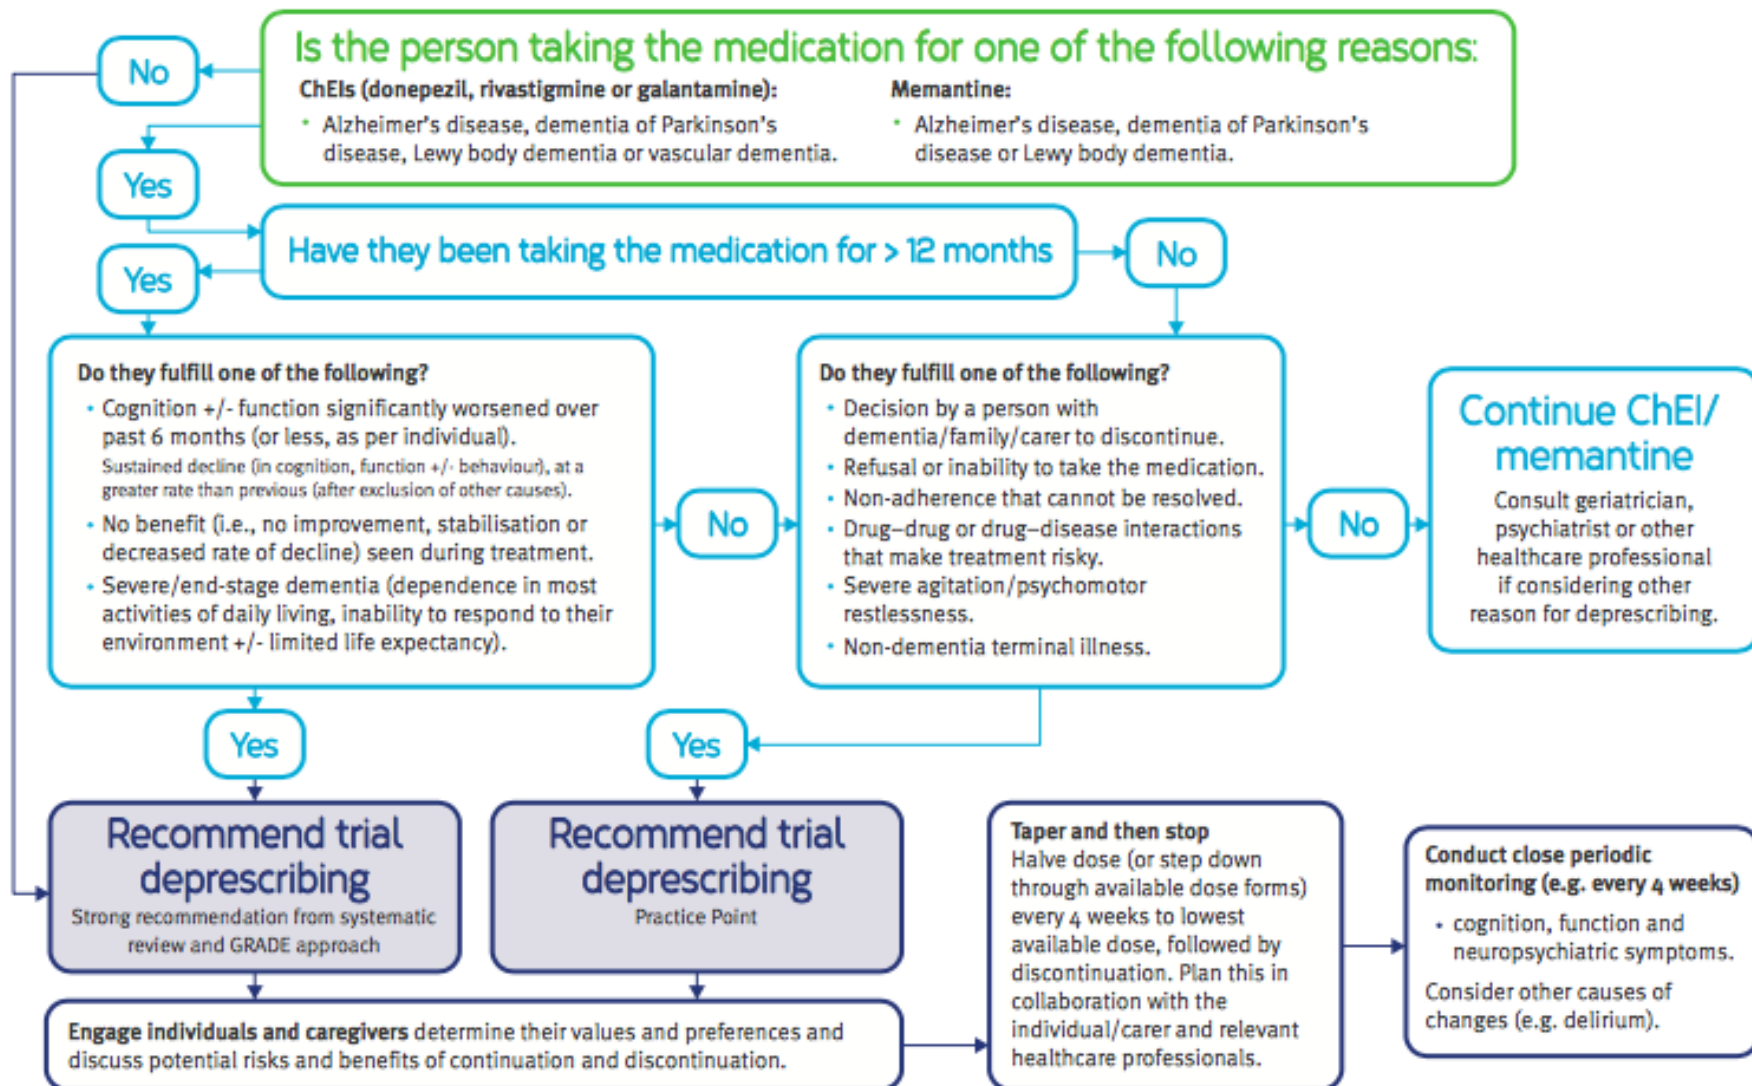 Is the person taking the medication for one of the following reasons:
No
ChEIs (donepezil, rivastigmine or galantamine):
• Alzheimer's disease, dementia of Parkinson's
disease, Lewy body dementia or vascular dementia.
Memantine:
• Alzheimer's disease, dementia of Parkinson's
disease or Lewy body dementia.
Yes
Have they been taking the medication for > 12 months
No
Yes
Do they fulfill one of the following?
• Cognition +/- function significantly worsened over
past 6 months (or less, as per individual).
Sustained decline (in cognition, function +/- behaviour), at a
greater rate than previous (after exclusion of other causes).
• No benefit (i.e., no improvement, stabilisation or
decreased rate of decline) seen during treatment.
• Severe/end-stage dementia (dependence in most
activities of daily living, inability to respond to their
environment +/- limited life expectancy).
No
Do they fulfill one of the following?
• Decision by a person with
dementia/family/carer to discontinue.
• Refusal or inability to take the medication.
• Non-adherence that cannot be resolved.
• Drug–drug or drug–disease interactions
that make treatment risky.
• Severe agitation/psychomotor
restlessness.
• Non-dementia terminal illness.
No
Continue ChEI/
memantine
Consult geriatrician,
psychiatrist or other
healthcare professional
if considering other
reason for deprescribing.
Yes
Yes
Recommend trial
deprescribing
Strong recommendation from systematic
review and GRADE approach
Recommend trial
deprescribing
Practice Point
Engage individuals and caregivers determine their values and preferences and
discuss potential risks and benefits of continuation and discontinuation.
Taper and then stop
Halve dose (or step down
through available dose forms)
every 4 weeks to lowest
available dose, followed by
discontinuation. Plan this in
collaboration with the
individual/carer and relevant
healthcare professionals.
Conduct close periodic
monitoring (e.g. every 4 weeks)
• cognition, function and
neuropsychiatric symptoms.
Consider other causes of
changes (e.g. delirium).